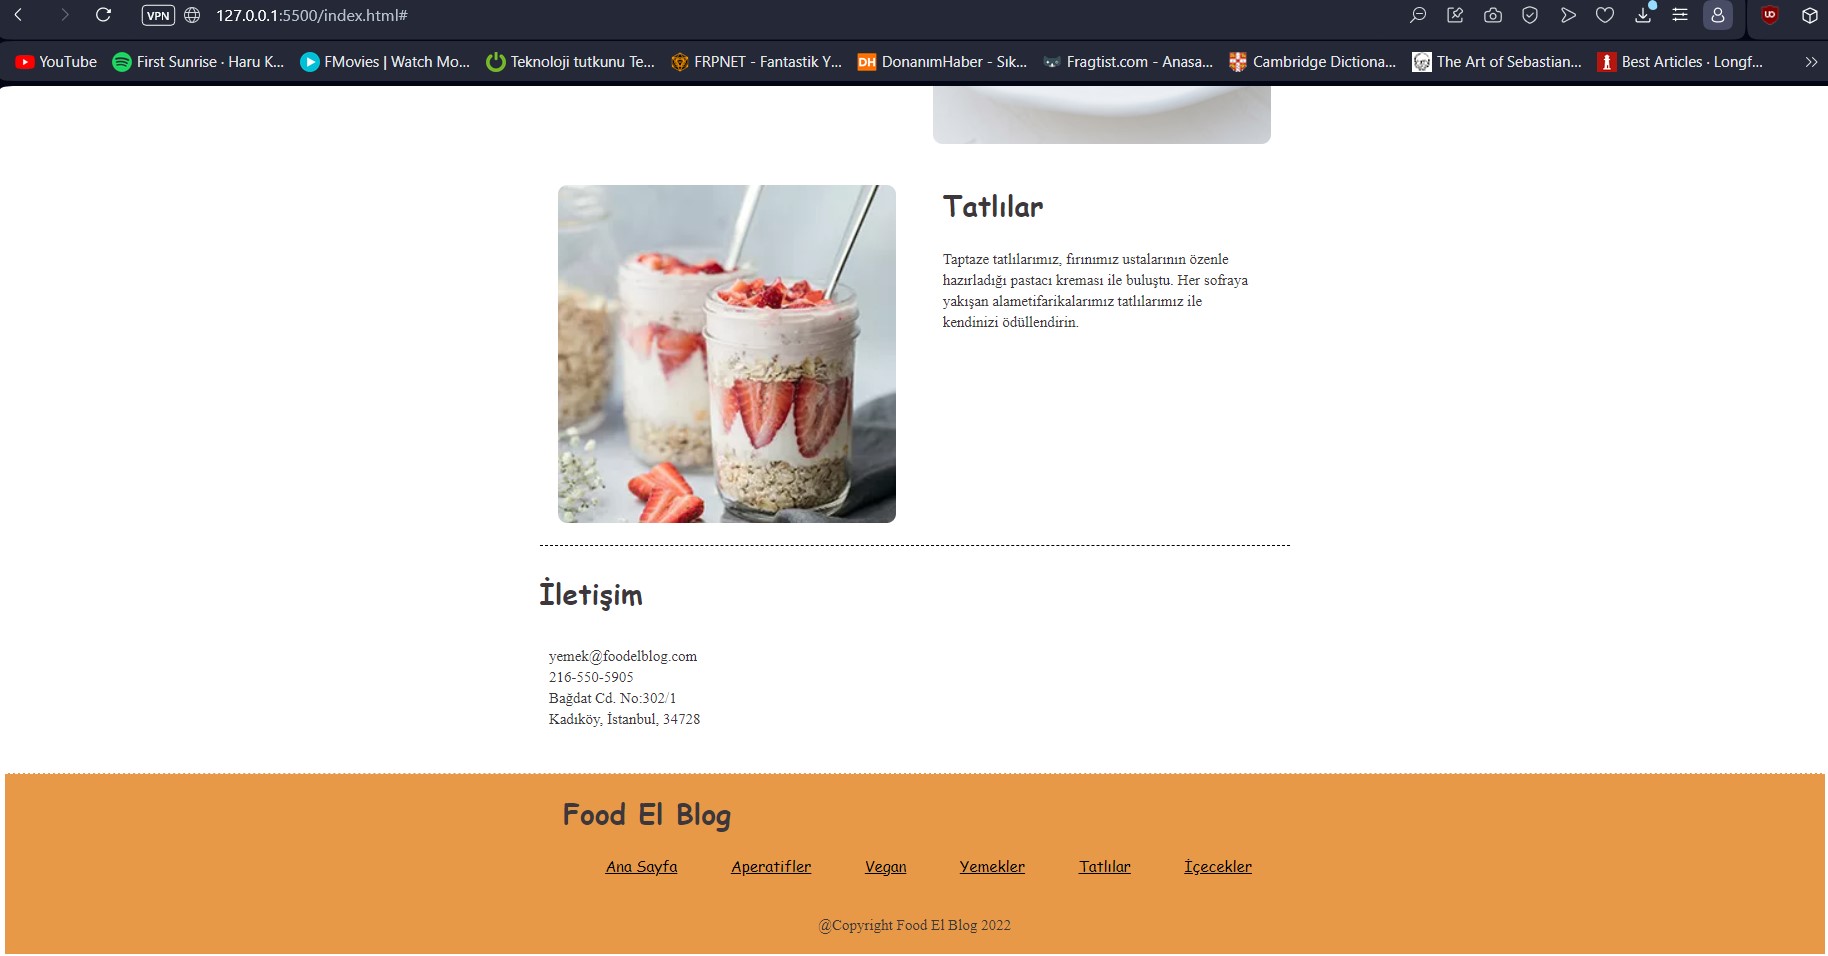 VPN
127.0.0.1:5500/index.html#
YouTube
First Sunrise · Haru K...
FMovies | Watch Mo...
Teknoloji tutkunu Te...
FRPNET - Fantastik Y...
DH DonanımHaber - Sık...
Fragtist.com - Anasa...
Cambridge Dictiona...
The Art of Sebastian...
Best Articles · Longf...
Tatlılar
Taptaze tatlılarımız, fırınımız ustalarının özenle
hazırladığı pastacı kreması ile buluştu. Her sofraya
yakışan alametifarikalarımız tatlılarımız ile
kendinizi ödüllendirin.
İletişim
yemek@foodelblog.com
216-550-5905
Bağdat Cd. No:302/1
Kadıköy, İstanbul, 34728
Food El Blog
Ana Sayfa
Aperatifler
Vegan
Yemekler
Tatlılar
İçecekler
@Copyright Food El Blog 2022